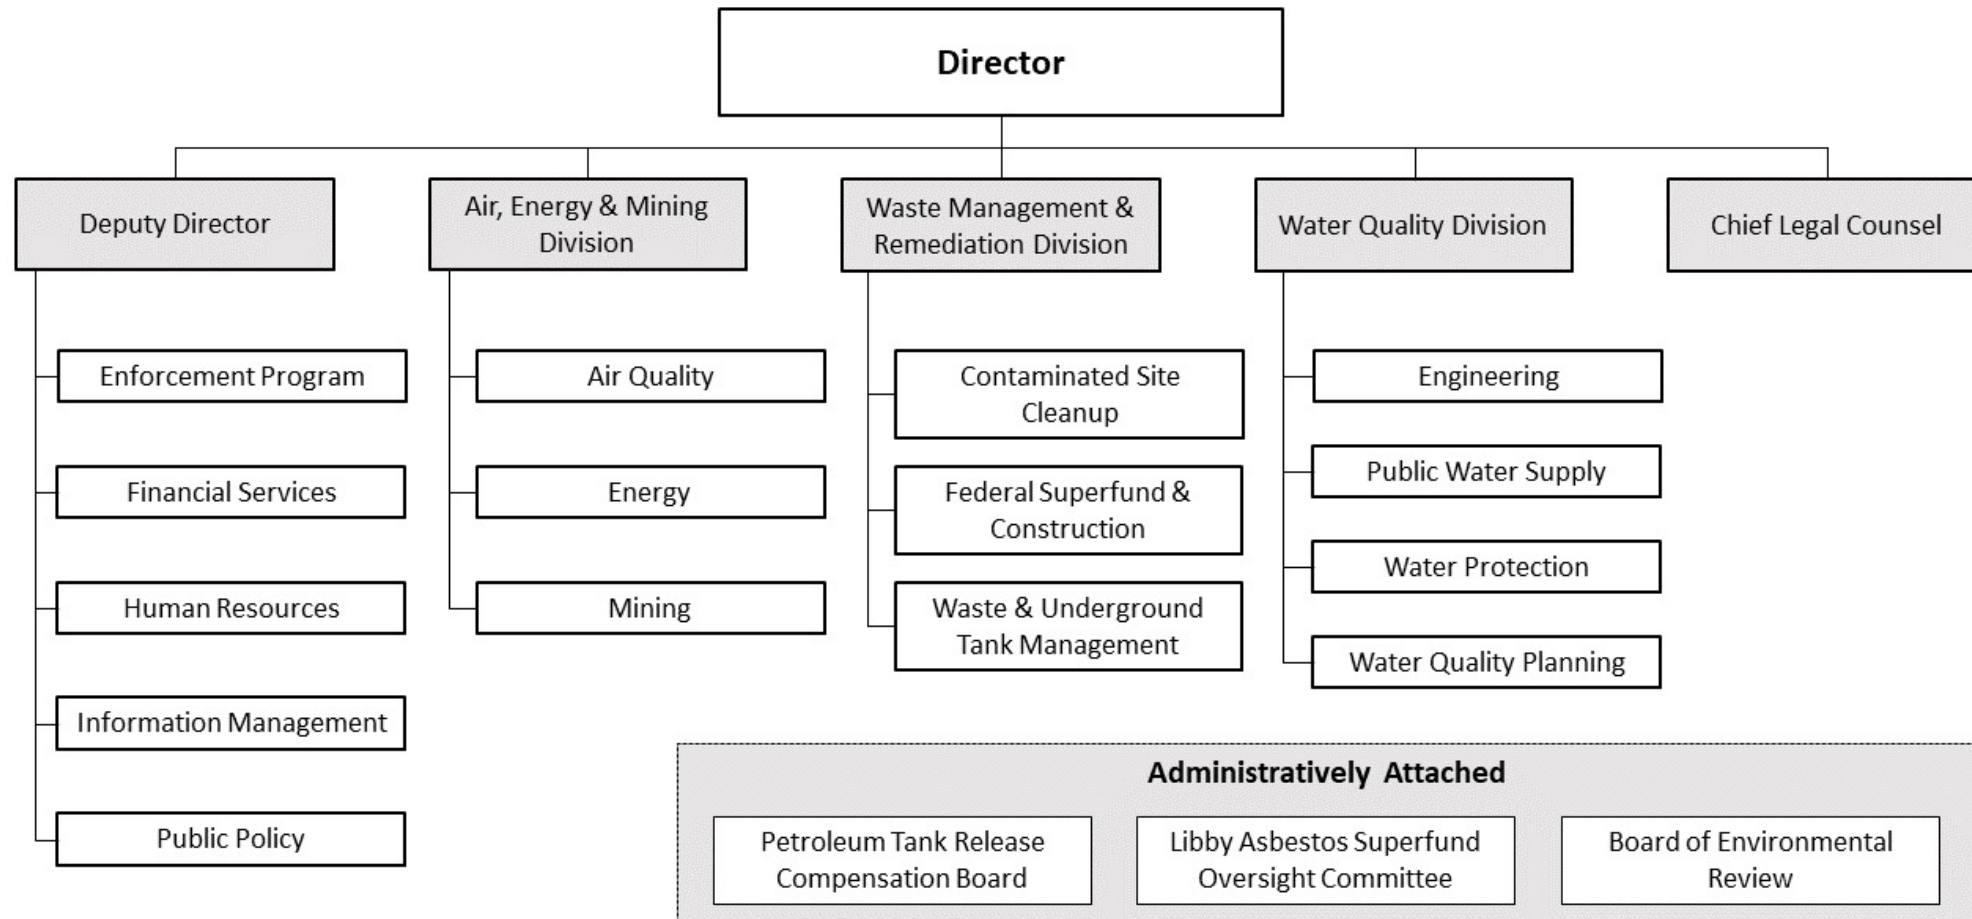 Director
Deputy Director
Air, Energy & Mining
Division
Waste Management &
Remediation Division
Water Quality Division
Chief Legal Counsel
Enforcement Program
Financial Services
Human Resources
Information Management
Public Policy
Air Quality
Energy
Mining
Contaminated Site
Cleanup
Federal Superfund &
Construction
Waste & Underground
Tank Management
Engineering
Public Water Supply
Water Protection
Water Quality Planning
Administratively Attached
Petroleum Tank Release
Compensation Board
Libby Asbestos Superfund
Oversight Committee
Board of Environmental
Review